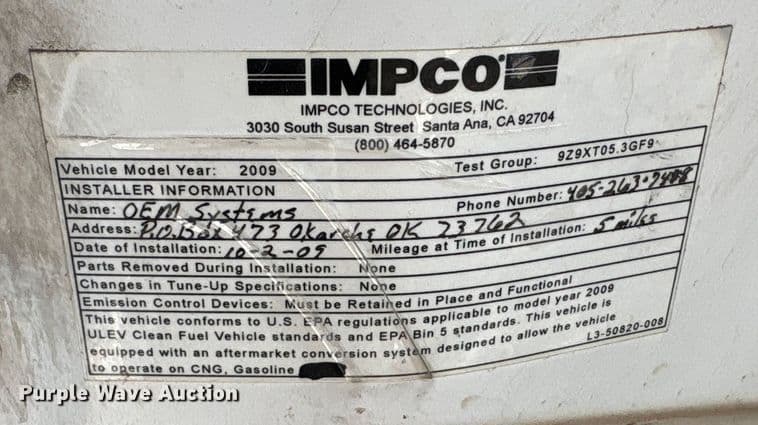 IMPCO
IMPCO TECHNOLOGIES, INC.
3030 South Susan Street Santa Ana, CA 92704
(800) 464-5870
Vehicle Model Year: 2009 Test Group: 9Z9XT05.3GF9
INSTALLER INFORMATION
Name: OEM Systems Phone Number: 405-263-7488
Address: P.O. Box 473 Okarche OK 73762
Date of Installation: 10-2-09 Mileage at Time of Installation: 5 miles
Parts Removed During Installation: None
Changes in Tune-Up Specifications: None
Emission Control Devices: Must be Retained in Place and Functional
This vehicle conforms to U.S. EPA regulations applicable to model year 2009
ULEV Clean Fuel Vehicle standards and EPA Bin 5 standards. This vehicle is
equipped with an aftermarket conversion system designed to allow the vehicle
to operate on CNG, Gasoline
L3-50820-008
Purple Wave Auction